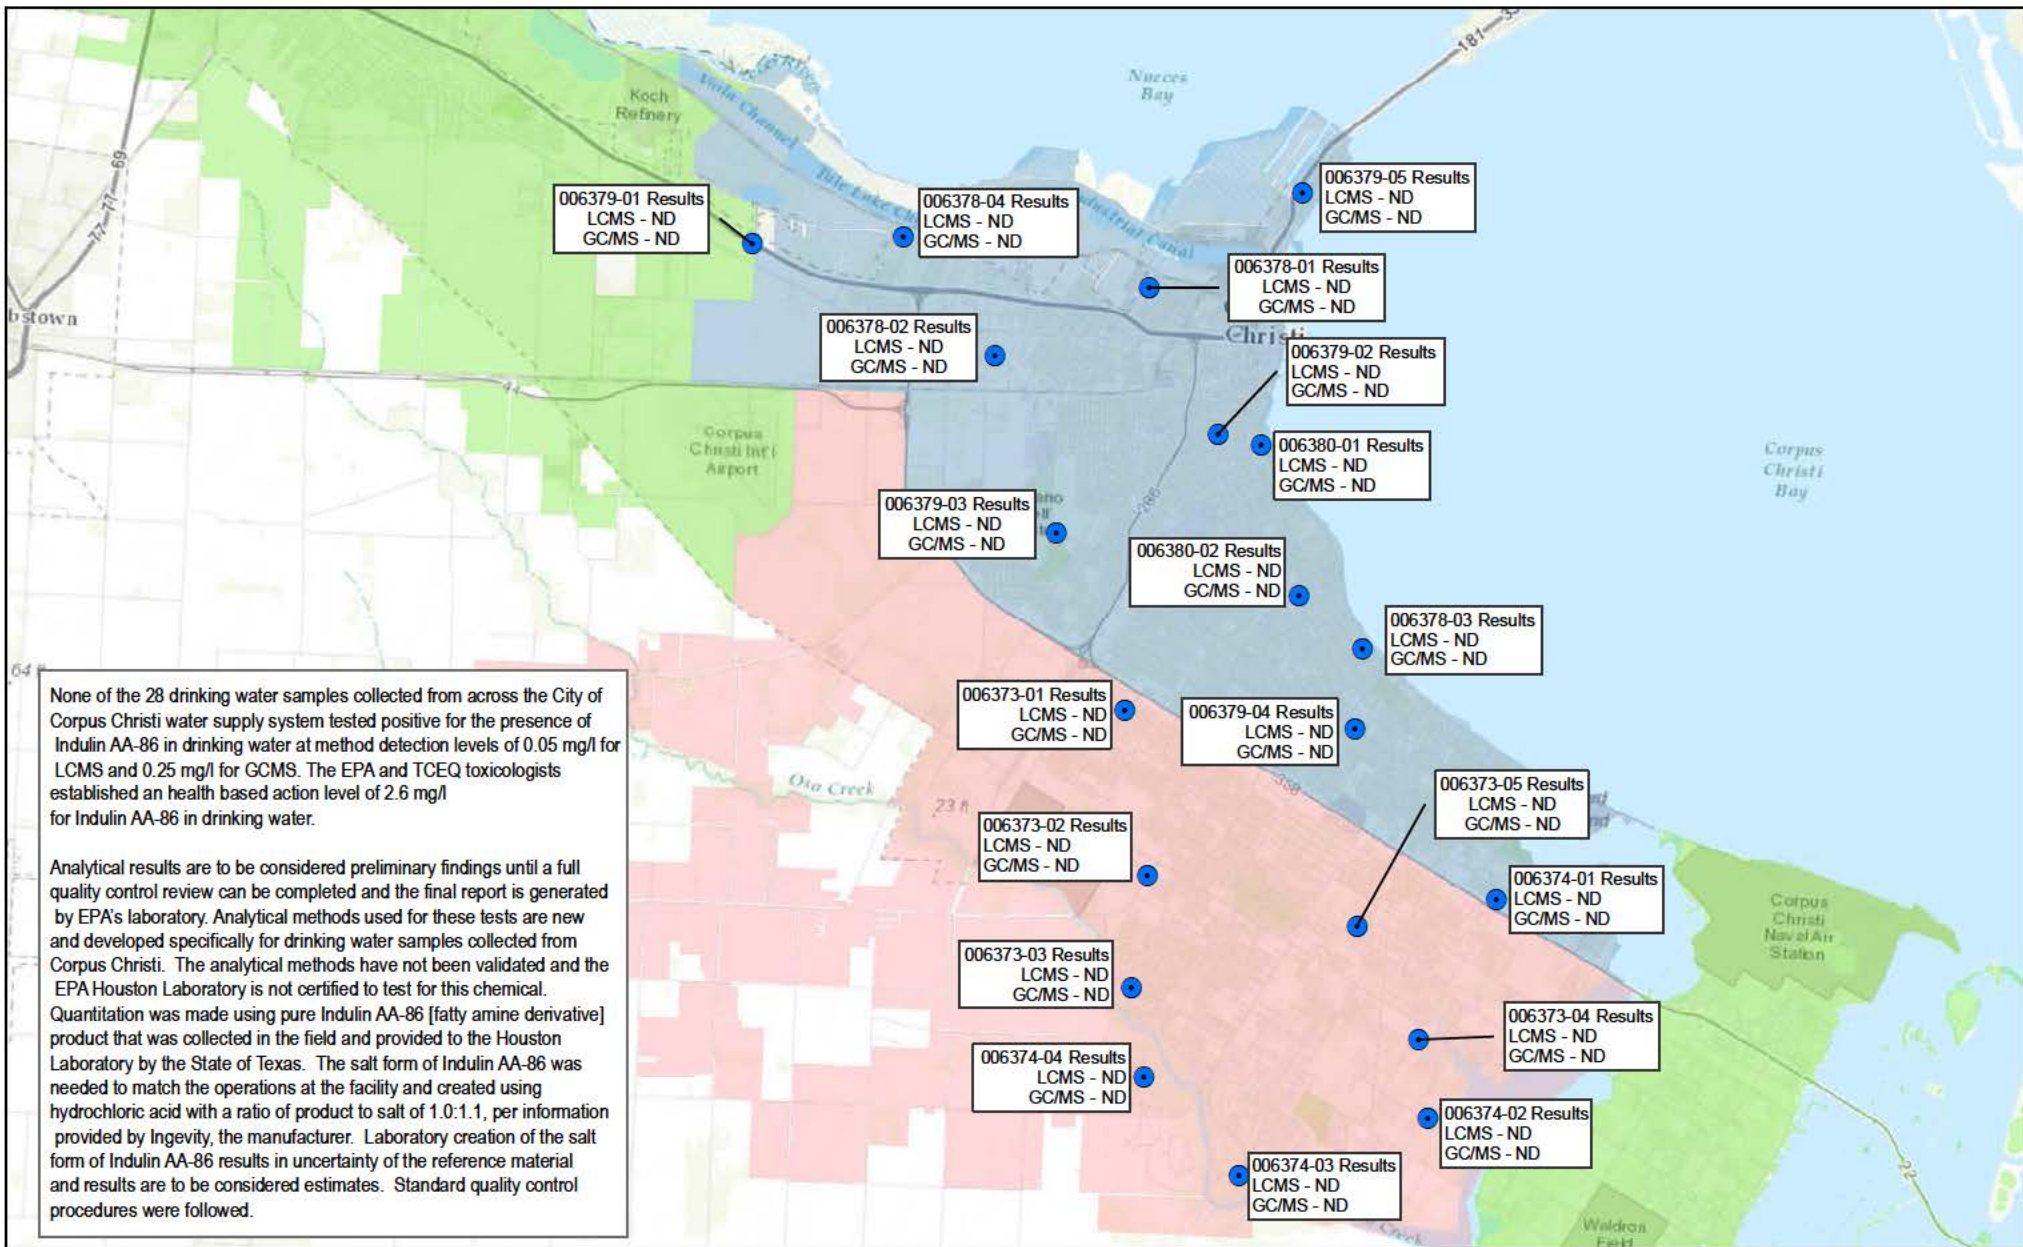 Koch
Refinery
Viola Channel
Tule Lake
Industrial Canal
Nueces
Bay
181
69
77
77
bstown
44
Corpus
Christi Int'l
Airport
006379-01 Results
LCMS - ND
GC/MS - ND
006378-04 Results
LCMS - ND
GC/MS - ND
006379-05 Results
LCMS - ND
GC/MS - ND
006378-01 Results
LCMS - ND
GC/MS - ND
Christi
006378-02 Results
LCMS - ND
GC/MS - ND
006379-02 Results
LCMS - ND
GC/MS - ND
006380-01 Results
LCMS - ND
GC/MS - ND
Corpus
Christi
Bay
006379-03 Results
LCMS - ND
GC/MS - ND
286
006380-02 Results
LCMS - ND
GC/MS - ND
006378-03 Results
LCMS - ND
GC/MS - ND
64 ft
006373-01 Results
LCMS - ND
GC/MS - ND
006379-04 Results
LCMS - ND
GC/MS - ND
358
Oso Creek
23 ft
006373-05 Results
LCMS - ND
GC/MS - ND
006373-02 Results
LCMS - ND
GC/MS - ND
006374-01 Results
LCMS - ND
GC/MS - ND
Corpus
Christi
Naval Air
Station
006373-03 Results
LCMS - ND
GC/MS - ND
006373-04 Results
LCMS - ND
GC/MS - ND
006374-04 Results
LCMS - ND
GC/MS - ND
006374-02 Results
LCMS - ND
GC/MS - ND
006374-03 Results
LCMS - ND
GC/MS - ND
22
Creek
Waldron
Field
None of the 28 drinking water samples collected from across the City of
Corpus Christi water supply system tested positive for the presence of
Indulin AA-86 in drinking water at method detection levels of 0.05 mg/l for
LCMS and 0.25 mg/l for GCMS. The EPA and TCEQ toxicologists
established an health based action level of 2.6 mg/l
for Indulin AA-86 in drinking water.
Analytical results are to be considered preliminary findings until a full
quality control review can be completed and the final report is generated
by EPA's laboratory. Analytical methods used for these tests are new
and developed specifically for drinking water samples collected from
Corpus Christi. The analytical methods have not been validated and the
EPA Houston Laboratory is not certified to test for this chemical.
Quantitation was made using pure Indulin AA-86 [fatty amine derivative]
product that was collected in the field and provided to the Houston
Laboratory by the State of Texas. The salt form of Indulin AA-86 was
needed to match the operations at the facility and created using
hydrochloric acid with a ratio of product to salt of 1.0:1.1, per information
provided by Ingevity, the manufacturer. Laboratory creation of the salt
form of Indulin AA-86 results in uncertainty of the reference material
and results are to be considered estimates. Standard quality control
procedures were followed.